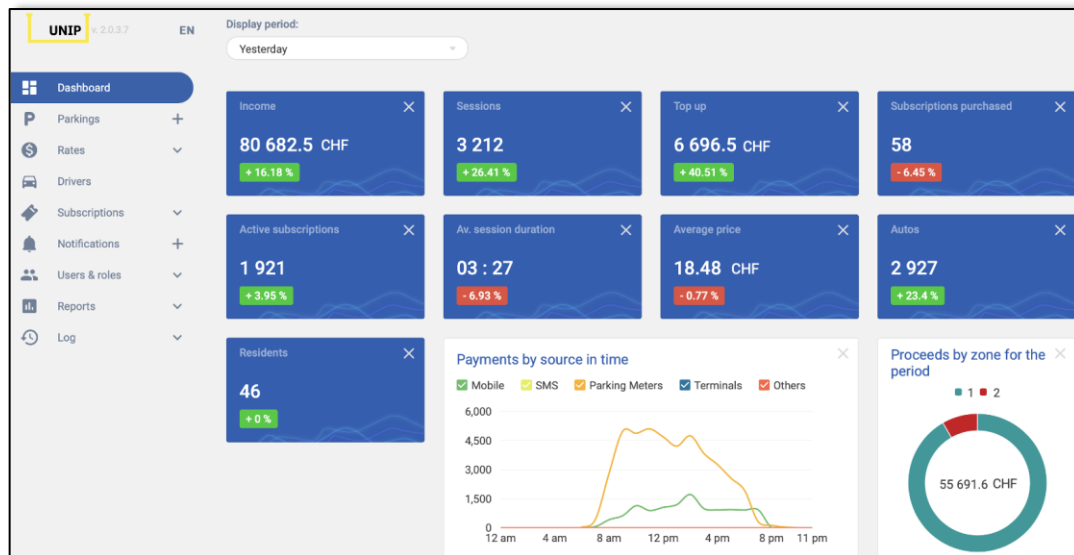 UNIP v. 2.0.3.7 EN
Dashboard
Parkings
Rates
Drivers
Subscriptions
Notifications
Users & roles
Reports
Log
Display period:
Yesterday
Income
80 682.5 CHF
+ 16.18 %
Sessions
3 212
+ 26.41 %
Top up
6 696.5 CHF
+ 40.51 %
Subscriptions purchased
58
- 6.45 %
Active subscriptions
1 921
+ 3.95 %
Av. session duration
03 : 27
- 6.93 %
Average price
18.48 CHF
- 0.77 %
Autos
2 927
+ 23.4 %
Residents
46
+ 0 %
Payments by source in time
Mobile SMS Parking Meters Terminals Others
6,000
4,500
3,000
1,500
0
12 am 4 am 8 am 12 pm 4 pm 8 pm 11 pm
Proceeds by zone for the
period
1 2
55 691.6 CHF